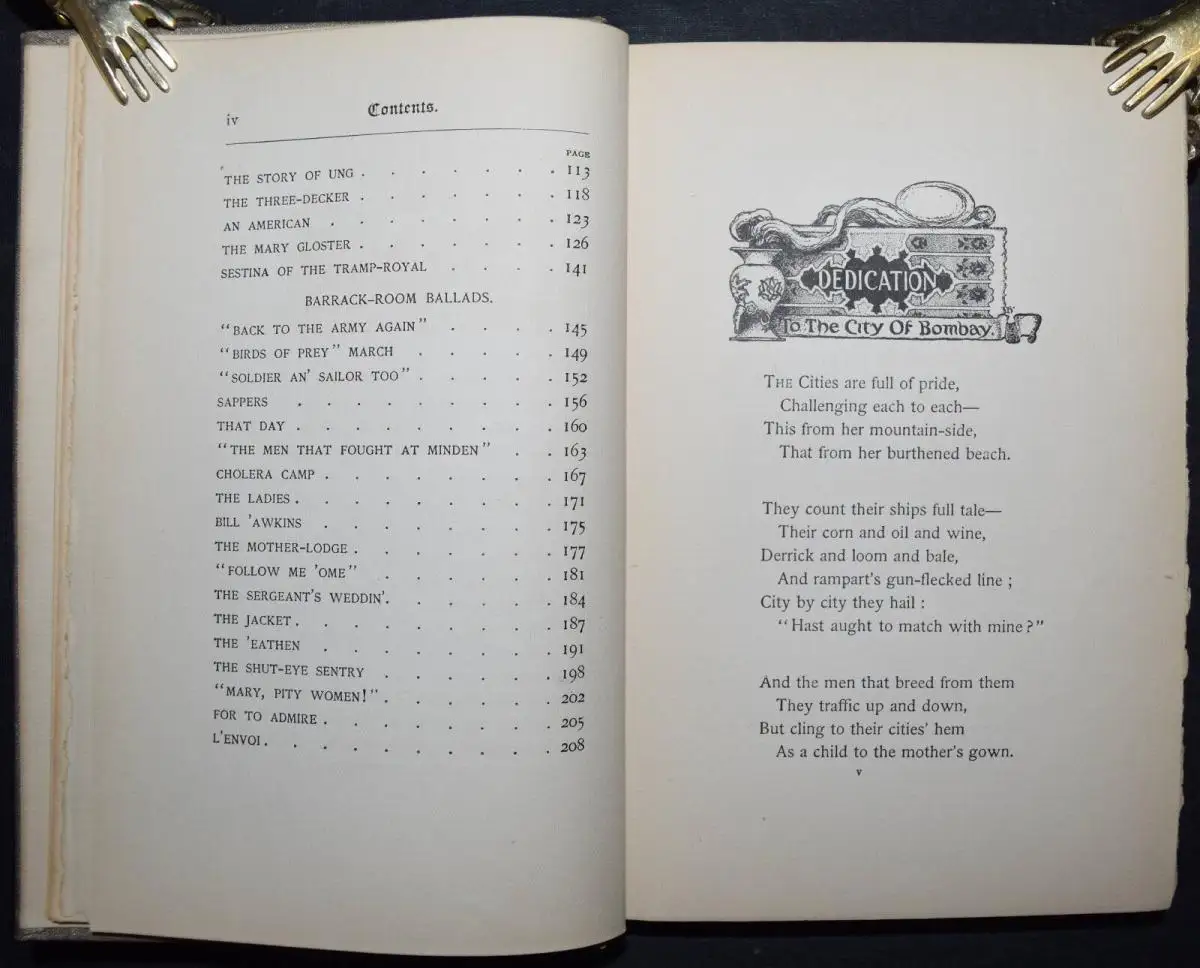 iv
Contents.
PAGE
THE STORY OF UNG . . . . . . . 113
THE THREE-DECKER . . . . . . . 118
AN AMERICAN . . . . . . . . 123
THE MARY GLOSTER . . . . . . . 126
SESTINA OF THE TRAMP-ROYAL . . . . 141
BARRACK-ROOM BALLADS.
"BACK TO THE ARMY AGAIN" . . . . 145
"BIRDS OF PREY" MARCH . . . . . 149
"SOLDIER AN' SAILOR TOO" . . . . . 152
SAPPERS . . . . . . . . . 156
THAT DAY . . . . . . . . . 160
"THE MEN THAT FOUGHT AT MINDEN" . . 163
CHOLERA CAMP . . . . . . . . 167
THE LADIES . . . . . . . . . 171
BILL 'AWKINS . . . . . . . . 175
THE MOTHER-LODGE . . . . . . . 177
"FOLLOW ME 'OME" . . . . . . 181
THE SERGEANT'S WEDDIN'. . . . . . 184
THE JACKET . . . . . . . . . 187
THE 'EATHEN . . . . . . . . 191
THE SHUT-EYE SENTRY . . . . . . 198
"MARY, PITY WOMEN!" . . . . . . 202
FOR TO ADMIRE . . . . . . . . 205
L'ENVOI . . . . . . . . . . 208
DEDICATION
To The City Of Bombay.
THE Cities are full of pride,
Challenging each to each—
This from her mountain-side,
That from her burthened beach.
They count their ships full tale—
Their corn and oil and wine,
Derrick and loom and bale,
And rampart's gun-flecked line ;
City by city they hail :
"Hast aught to match with mine?"
And the men that breed from them
They traffic up and down,
But cling to their cities' hem
As a child to the mother's gown.
v